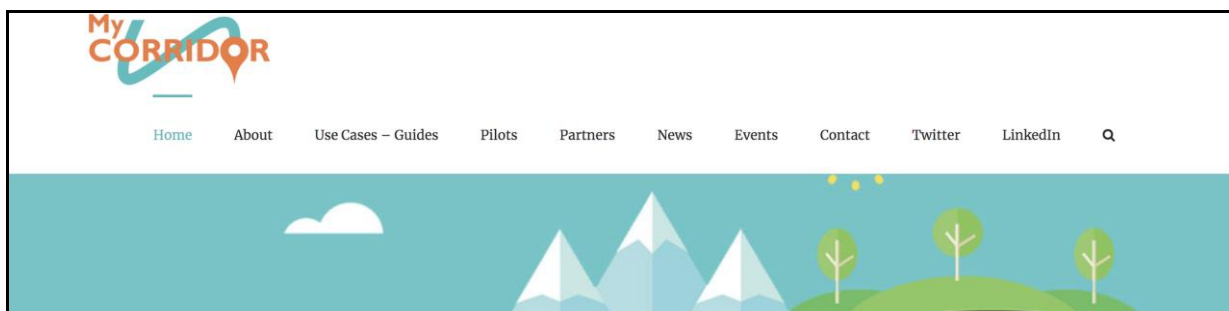 My
CORRIDOR
Home About Use Cases – Guides Pilots Partners News Events Contact Twitter LinkedIn